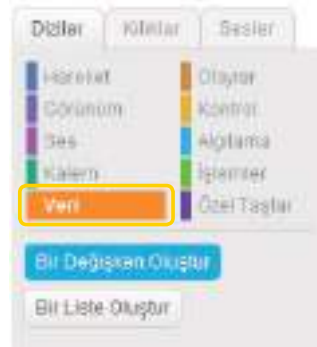 Diziler Kılıklar Sesler
Hareket Olaylar
Görünüm Kontrol
Ses Algılama
Kalem İşlemler
Veri Özel Taşlar
Bir Değişken Oluştur
Bir Liste Oluştur